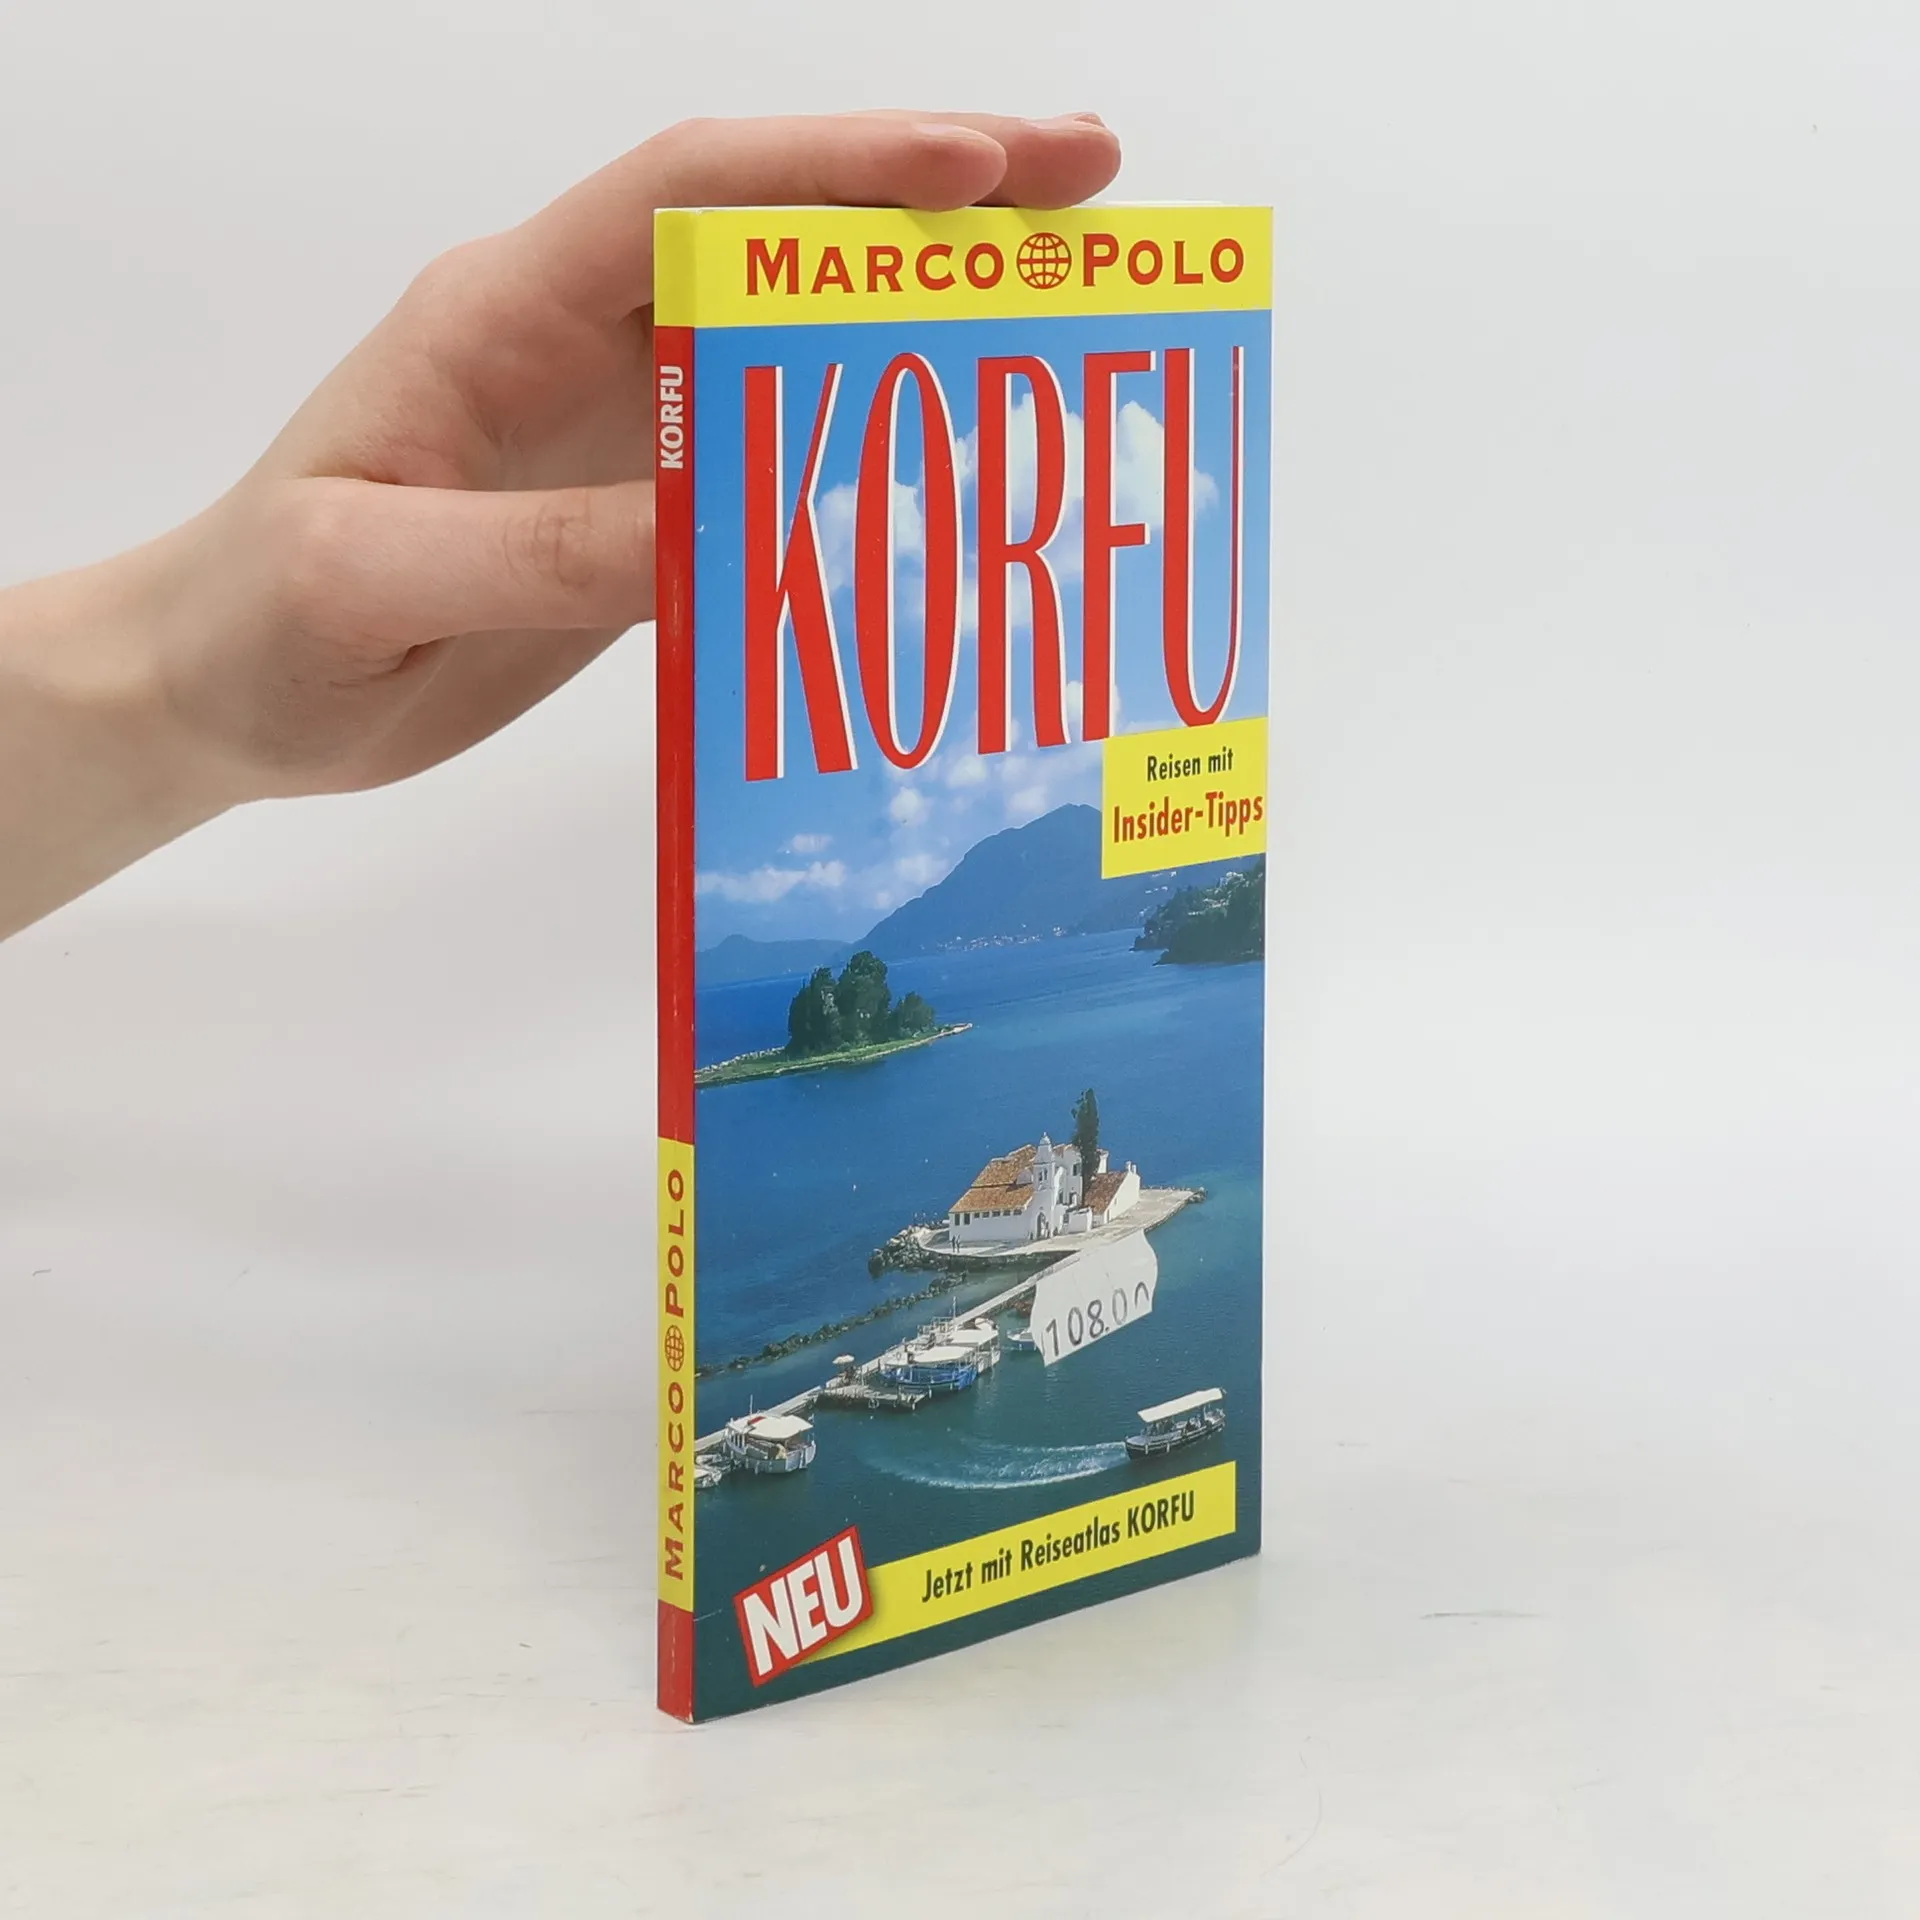 MARCO POLO
KORFU
Reisen mit
Insider-Tipps
108.00
NEU
Jetzt mit Reiseatlas KORFU
KORFU
MARCO POLO